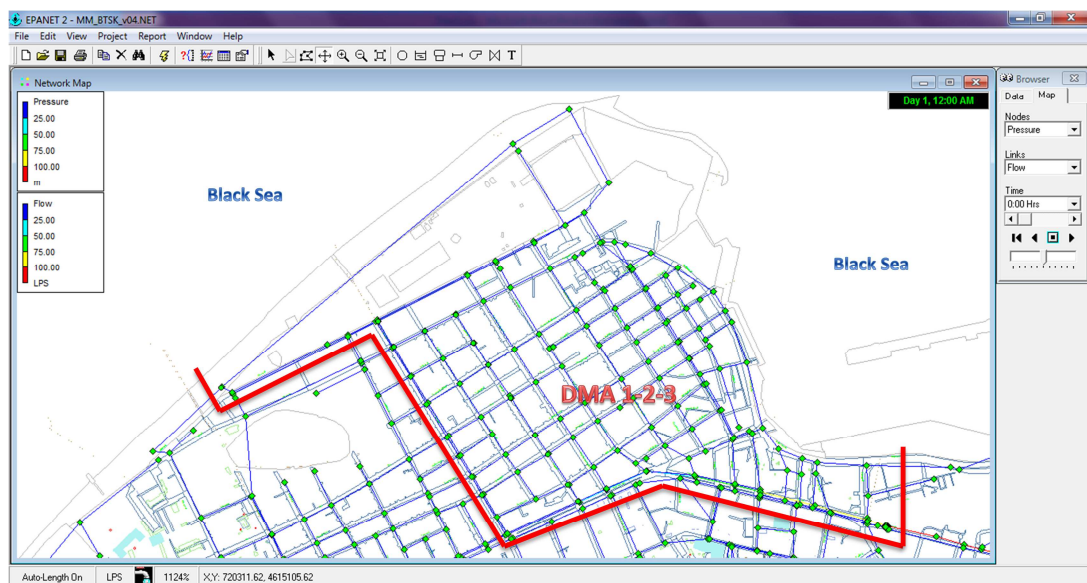 EPANET 2 - MM_BTSK_v04.NET
File Edit View Project Report Window Help
T
Network Map
Pressure
25.00
50.00
75.00
100.00
m
Flow
25.00
50.00
75.00
100.00
LPS
Day 1, 12:00 AM
Black Sea
Black Sea
DMA 1-2-3
Browser
Data Map
Nodes
Pressure
Links
Flow
Time
0:00 Hrs
Auto-Length On LPS 1124% X,Y: 720311.62, 4615105.62